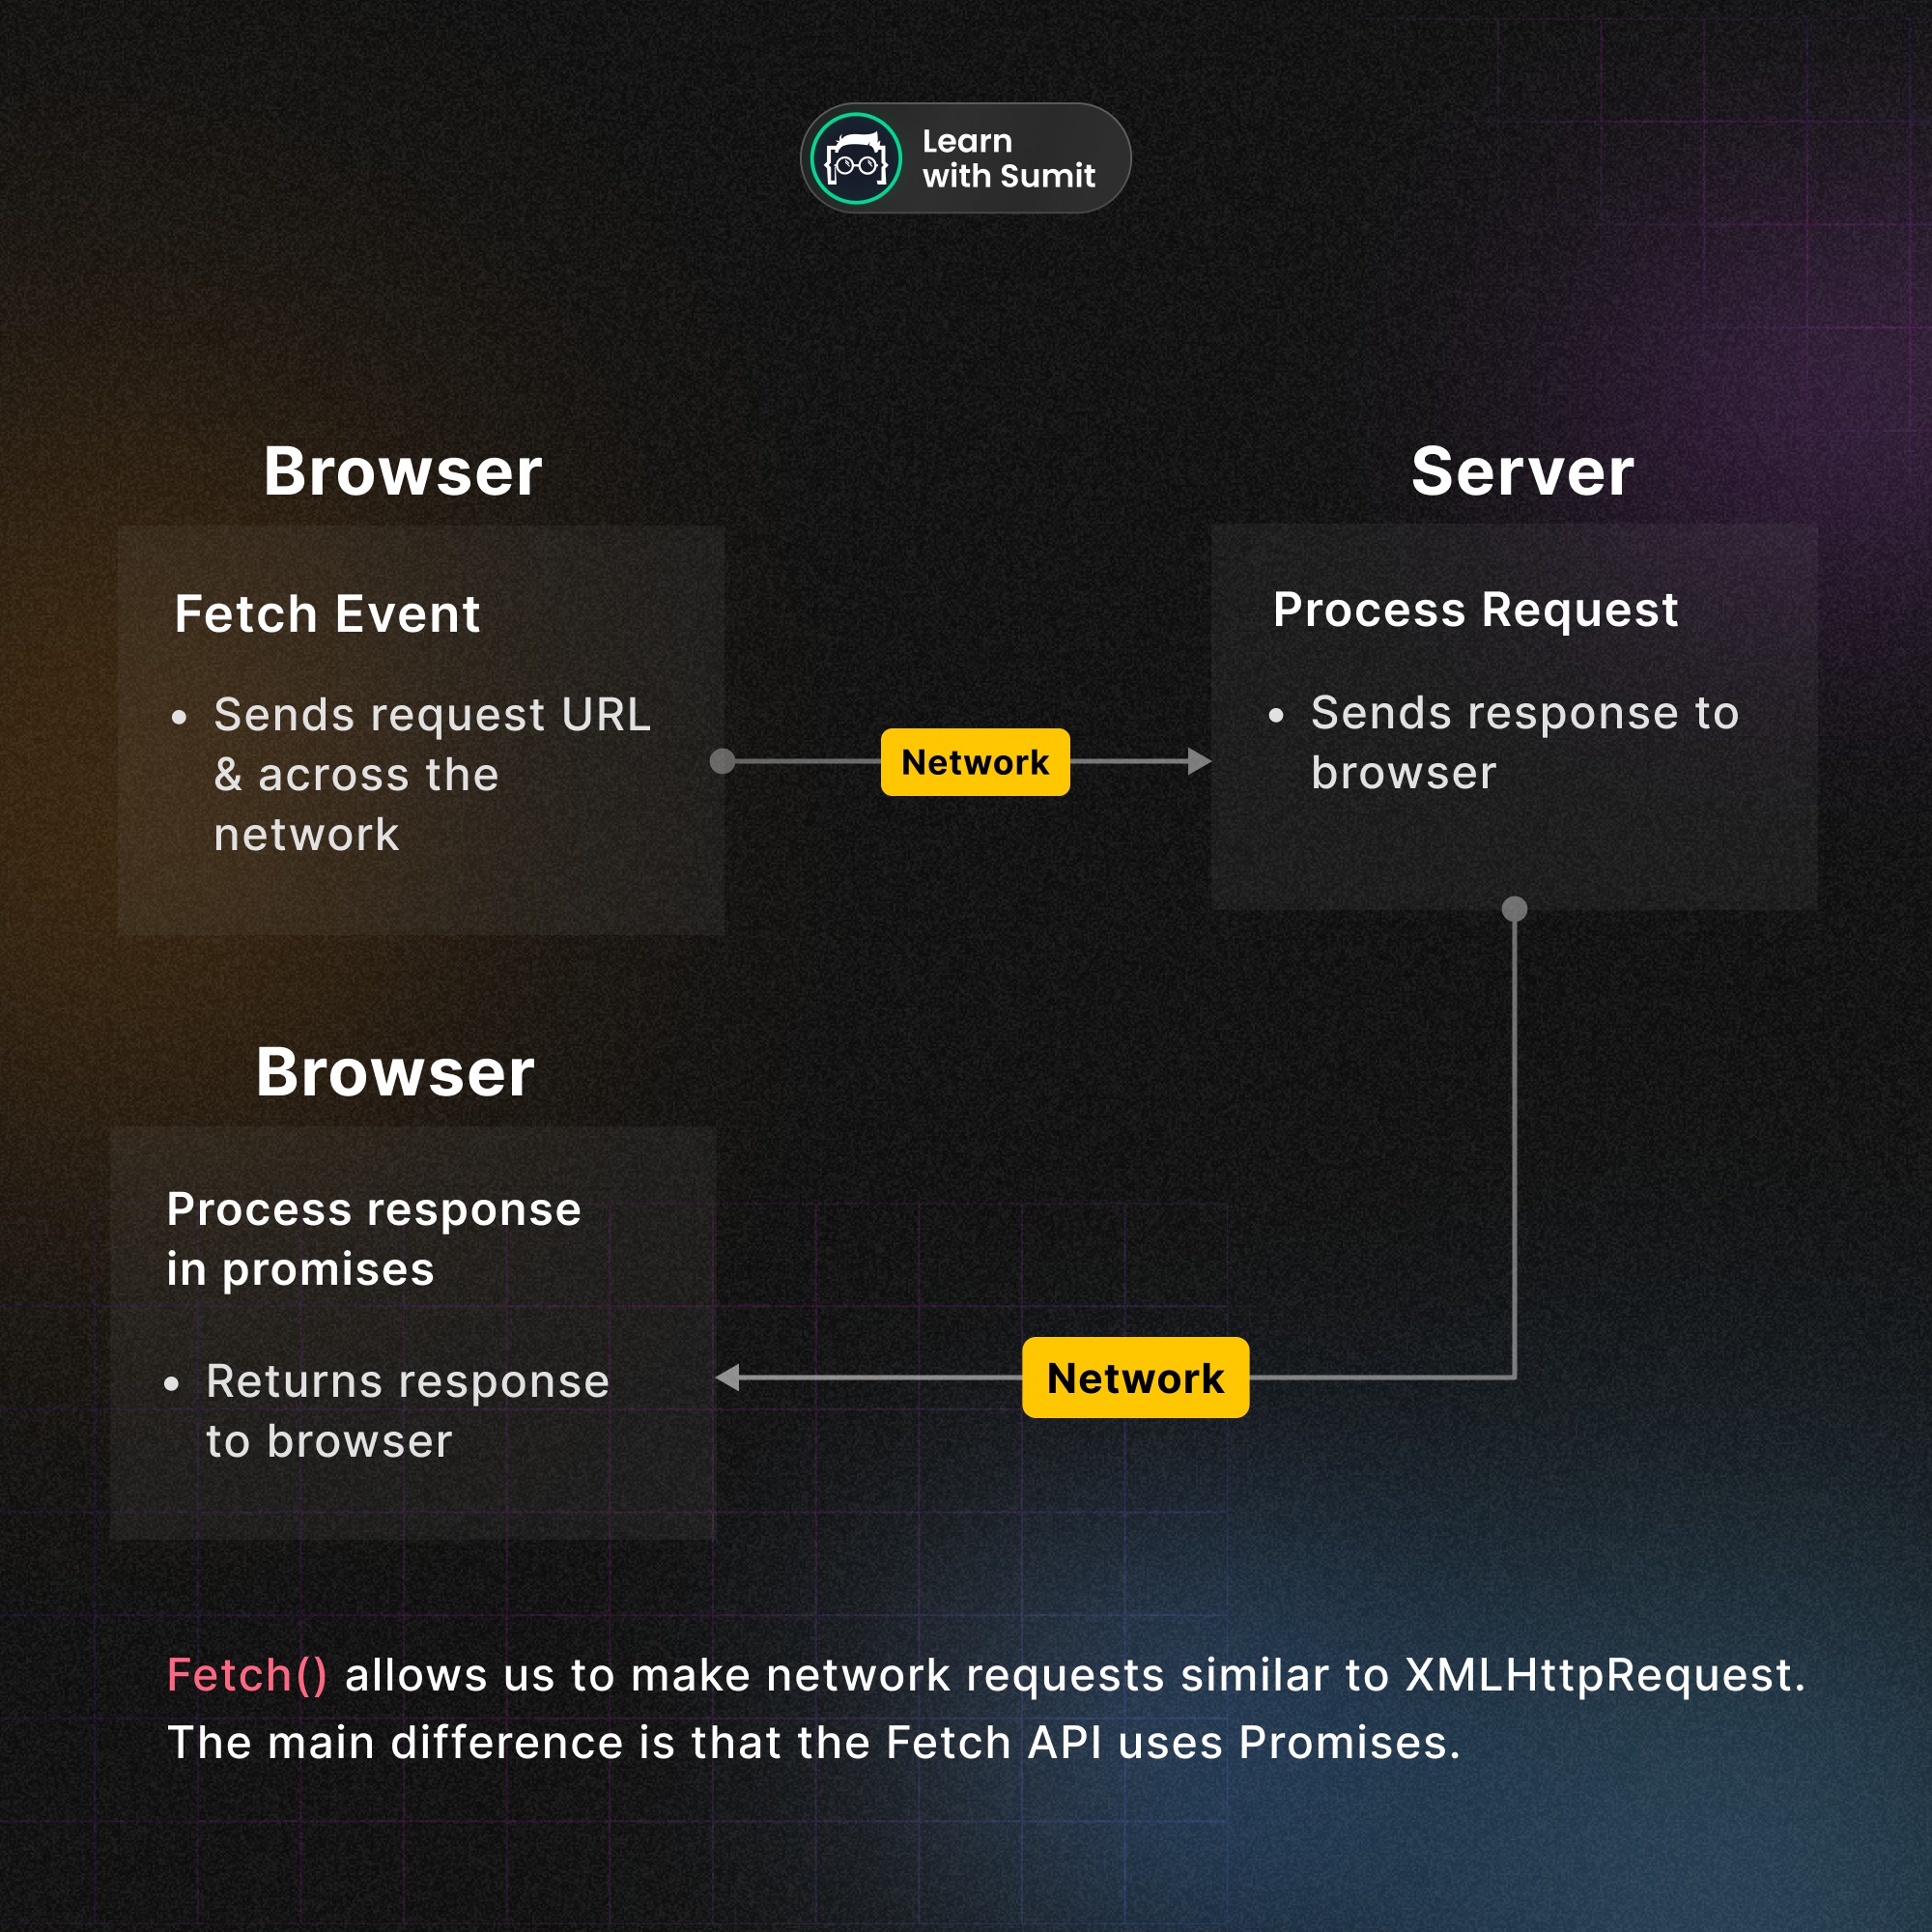 Learn
with Sumit
Browser
Fetch Event
• Sends request URL
& across the
network
Network
Server
Process Request
• Sends response to
browser
Browser
Process response
in promises
• Returns response
to browser
Network
Fetch() allows us to make network requests similar to XMLHttpRequest.
The main difference is that the Fetch API uses Promises.